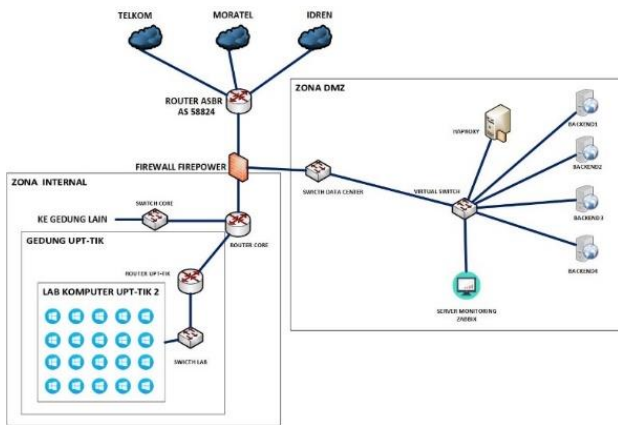 TELKOM
MORATEL
IDREN
ROUTER ASBR
AS 58824
ZONA DMZ
HAPROXY
BACKEND1
BACKEND2
BACKEND3
BACKEND4
FIREWALL FIREPOWER
SWICTH DATA CENTER
VIRTUAL SWITCH
SERVER MONITORING
ZABBIX
ZONA INTERNAL
SWITCH CORE
KE GEDUNG LAIN
ROUTER CORE
GEDUNG UPT-TIK
ROUTER UPT-TIK
LAB KOMPUTER UPT-TIK 2
SWICTH LAB